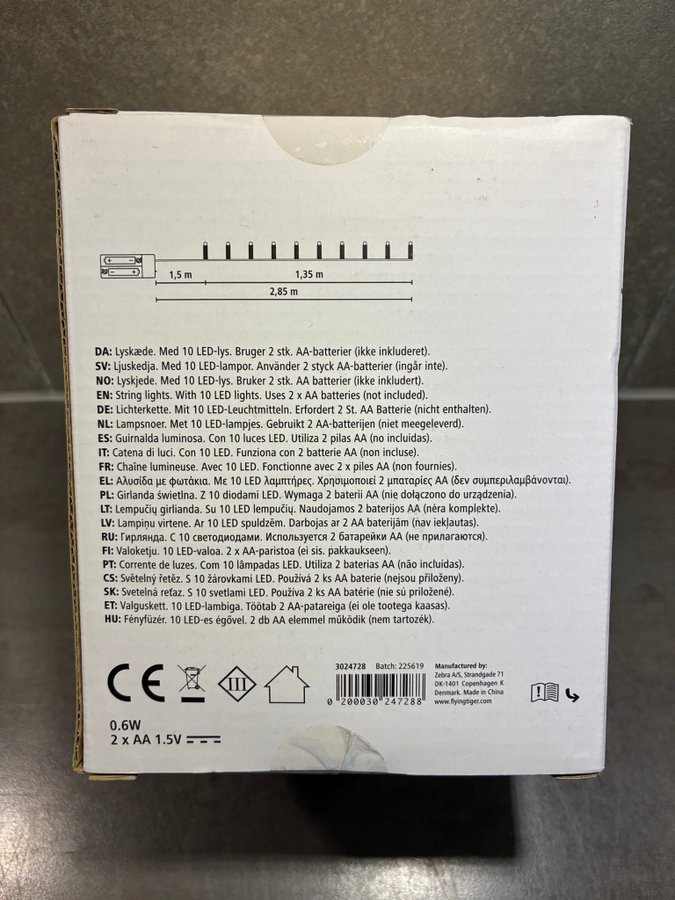 1,5 m 1,35 m
2,85 m
DA: Lyskæde. Med 10 LED-lys. Bruger 2 stk. AA-batterier (ikke inkluderet).
SV: Ljuskedja. Med 10 LED-lampor. Använder 2 styck AA-batterier (ingår inte).
NO: Lyskjede. Med 10 LED-lys. Bruker 2 stk. AA batterier (ikke inkludert).
EN: String lights. With 10 LED lights. Uses 2 x AA batteries (not included).
DE: Lichterkette. Mit 10 LED-Leuchtmitteln. Erfordert 2 St. AA Batterie (nicht enthalten).
NL: Lampsnoer. Met 10 LED-lampjes. Gebruikt 2 AA-batterijen (niet meegeleverd).
ES: Guirnalda luminosa. Con 10 luces LED. Utiliza 2 pilas AA (no incluidas).
IT: Catena di luci. Con 10 LED. Funziona con 2 batterie AA (non incluse).
FR: Chaîne lumineuse. Avec 10 LED. Fonctionne avec 2 x piles AA (non fournies).
EL: Αλυσίδα με φωτάκια. Με 10 LED λαμπτήρες. Χρησιμοποιεί 2 μπαταρίες AA (δεν συμπεριλαμβάνονται).
PL: Girlanda świetlna. Z 10 diodami LED. Wymaga 2 baterii AA (nie dołączono do urządzenia).
LT: Lempučių girlianda. Su 10 LED lempučių. Naudojamos 2 baterijos AA (nėra komplekte).
LV: Lampiņu virtene. Ar 10 LED spuldzēm. Darbojas ar 2 AA baterijām (nav iekļautas).
RU: Гирлянда. С 10 светодиодами. Используется 2 батарейки AA (не прилагаются).
FI: Valoketju. 10 LED-valoa. 2 x AA-paristoa (ei sis. pakkaukseen).
PT: Corrente de luzes. Com 10 lâmpadas LED. Utiliza 2 baterias AA (não incluídas).
CS: Světelný řetěz. S 10 žárovkami LED. Používá 2 ks AA baterie (nejsou přiloženy).
SK: Svetelná reťaz. S 10 svetlami LED. Používa 2 ks AA batérie (nie sú priložené).
ET: Valguskett. 10 LED-lambiga. Töötab 2 AA-patareiga (ei ole tootega kaasas).
HU: Fényfüzér. 10 LED-es égővel. 2 db AA elemmel működik (nem tartozék).
CE
III
3024728 Batch: 225619
0 200030 247288
Manufactured by:
Zebra A/S, Strandgade 71
DK-1401 Copenhagen K
Denmark. Made in China
www.flyingtiger.com
0.6W
2 x AA 1.5V